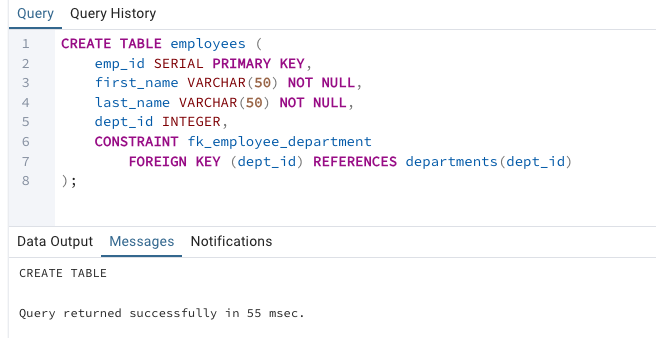 Query Query History
1 CREATE TABLE employees (
2 emp_id SERIAL PRIMARY KEY,
3 first_name VARCHAR(50) NOT NULL,
4 last_name VARCHAR(50) NOT NULL,
5 dept_id INTEGER,
6 CONSTRAINT fk_employee_department
7 FOREIGN KEY (dept_id) REFERENCES departments(dept_id)
8 );
Data Output Messages Notifications
CREATE TABLE
Query returned successfully in 55 msec.